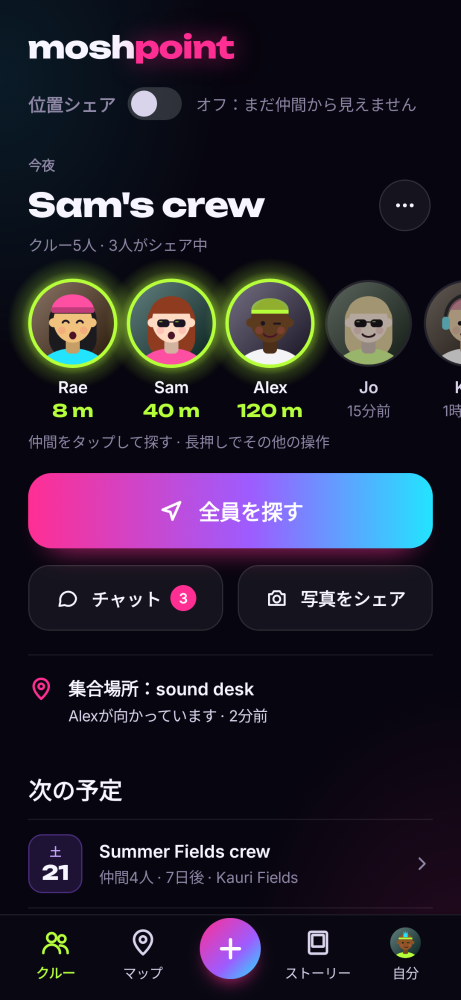 moshpoint
位置シェア オフ：まだ仲間から見えません
今夜
Sam's crew
クルー5人 · 3人がシェア中
Rae Sam Alex Jo
8 m 40 m 120 m 15分前 1時
仲間をタップして探す · 長押しでその他の操作
全員を探す
チャット 3 写真をシェア
集合場所：sound desk
Alexが向かっています · 2分前
次の予定
土
21
Summer Fields crew
仲間4人 · 7日後 · Kauri Fields
クルー マップ ストーリー 自分